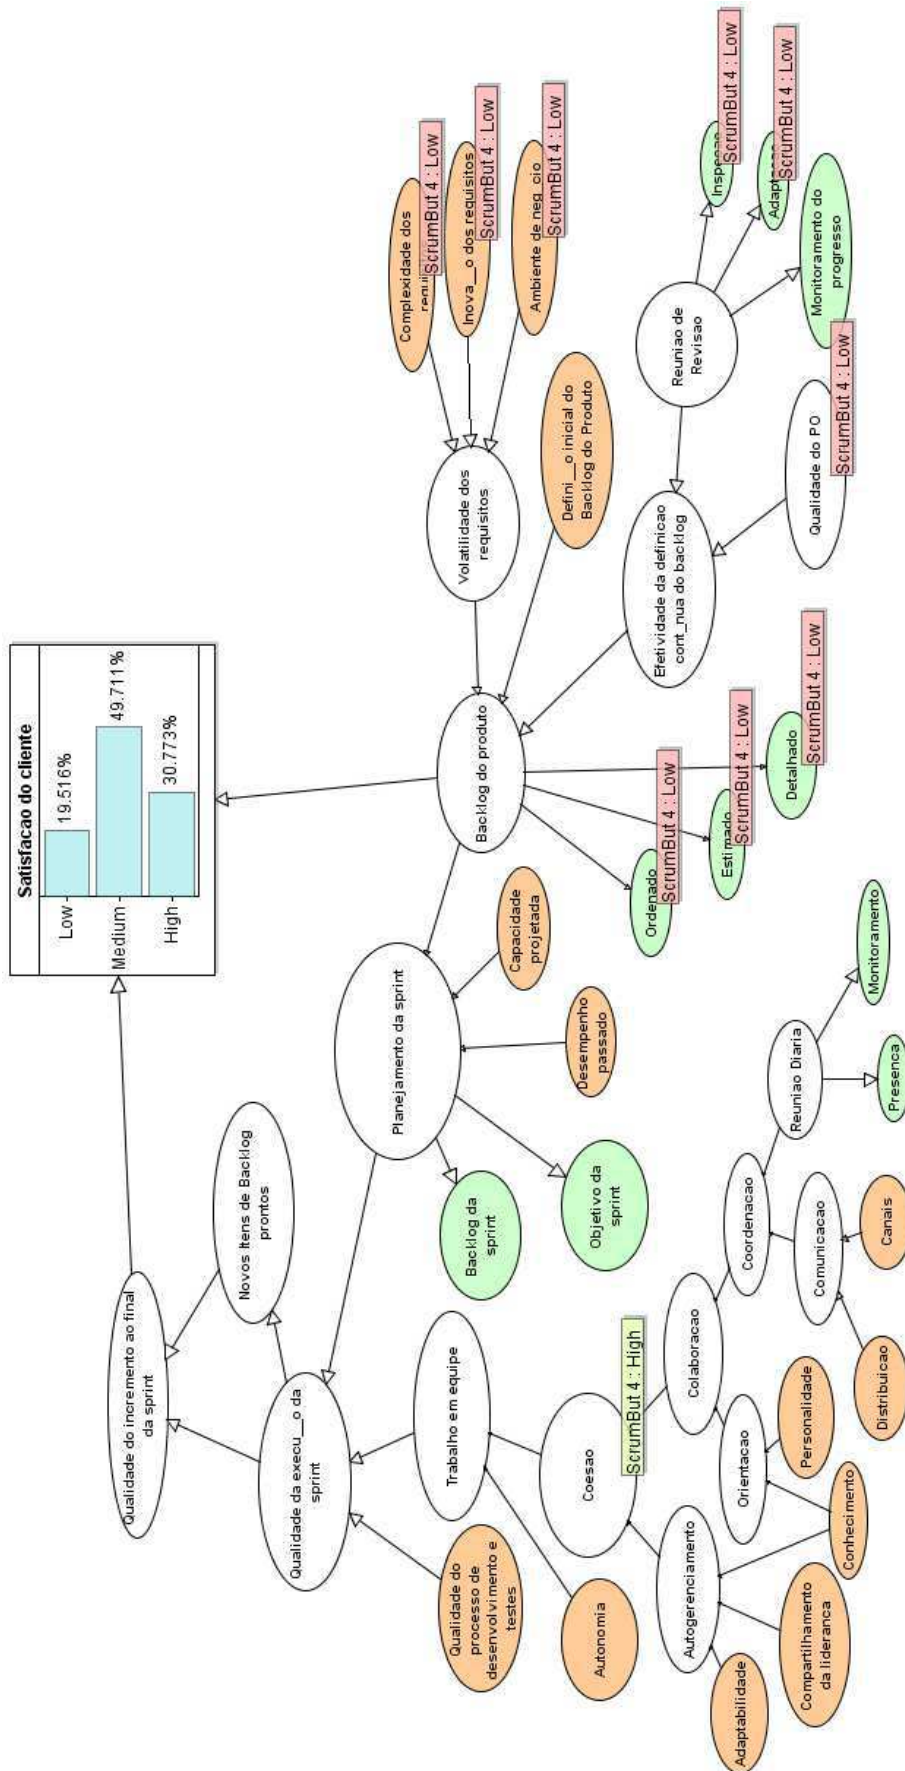 Satisfacao do cliente
Low
19.516%
Medium
49.711%
High
30.773%
Qualidade do incremento ao final
da sprint
Novos Itens de Backlog
prontos
Qualidade da execu__o da
sprint
Planejamento da sprint
Backlog da
sprint
Objetivo da
sprint
Desempenho
passado
Capacidade
projetada
Backlog do produto
Volatilidade dos
requisitos
Complexidade dos
ScrumBut 4 : Low
Inova__o dos requisitos
ScrumBut 4 : Low
Ambiente de neg_cio
ScrumBut 4 : Low
Defini__o inicial do
Backlog do Produto
Efetividade da definicao
cont_nua do backlog
Reuniao de
Revisao
Inspecao
ScrumBut 4 : Low
ScrumBut 4 : Low
Monitoramento do
progresso
Qualidade do PO
ScrumBut 4 : Low
Ordenado
ScrumBut 4 : Low
Estimado
ScrumBut 4 : Low
Detalhado
ScrumBut 4 : Low
Qualidade do
processo de
desenvolvimento e
testes
Trabalho em equipe
Autonomia
Coesao
ScrumBut 4 : High
Autogerenciamento
Colaboracao
Adaptabilidade
Compartilhamento
da lideranca
Conhecimento
Orientacao
Personalidade
Coordenacao
Comunicacao
Distribuicao
Canais
Reuniao Diaria
Presenca
Monitoramento